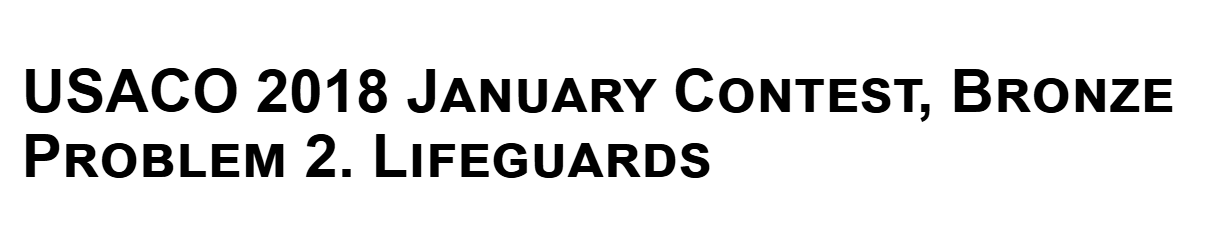 USACO 2018 January Contest, Bronze
Problem 2. Lifeguards